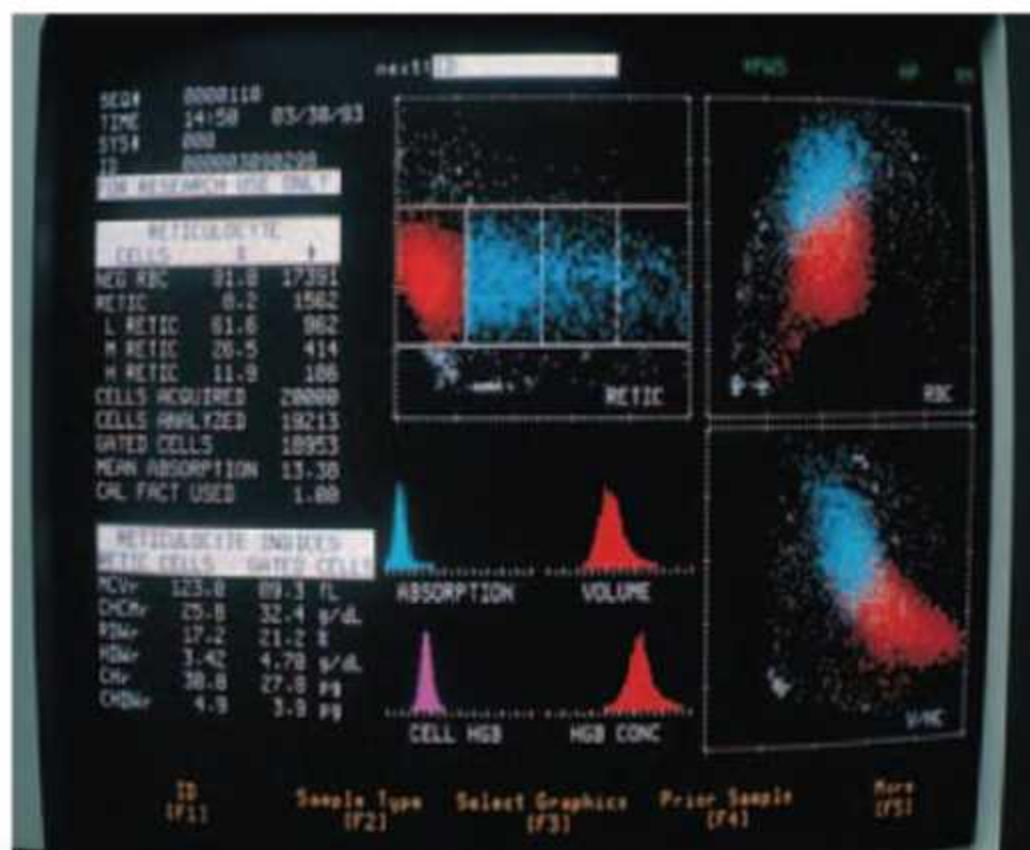 next ID
SEQ# 0000110
TIME 14:50 03/30/93
SYS# 000
ID
FOR RESEARCH USE ONLY
RETICULOCYTE
CELLS % #
NEG RBC 91.8 17391
RETIC 8.2 1562
L RETIC 61.6 962
M RETIC 26.5 414
H RETIC 11.9 186
CELLS ACQUIRED 20000
CELLS ANALYZED 19213
GATED CELLS 18953
MEAN ABSORPTION 13.38
CAL FACT USED 1.00
RETICULOCYTE INDICES
RETIC CELLS GATED CELLS
MCVr 123.0 89.3 fL
CHCMr 25.8 32.4 g/dL
RDWr 17.2 21.2 %
HDWr 3.42 4.78 g/dL
CHr 30.8 27.8 pg
CHDWr 4.9 3.9 pg
RETIC
RBC
ABSORPTION VOLUME
CELL HGB HGB CONC
V/HC
ID Sample Type Select Graphics Prior Sample More
[F1] [F2] [F3] [F4] [F5]